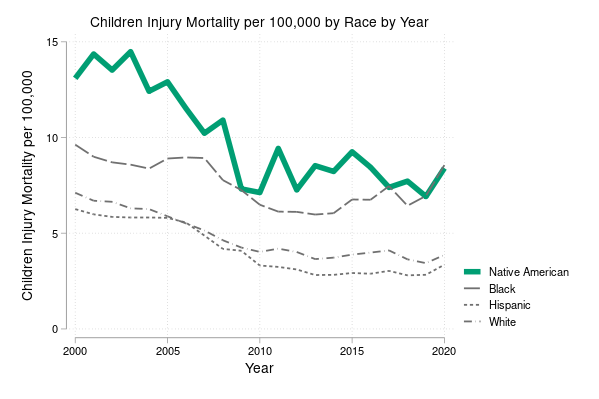 Children Injury Mortality per 100,000 by Race by Year
Children Injury Mortality per 100,000
15
10
5
0
2000
2005
2010
2015
2020
Year
Native American
Black
Hispanic
White